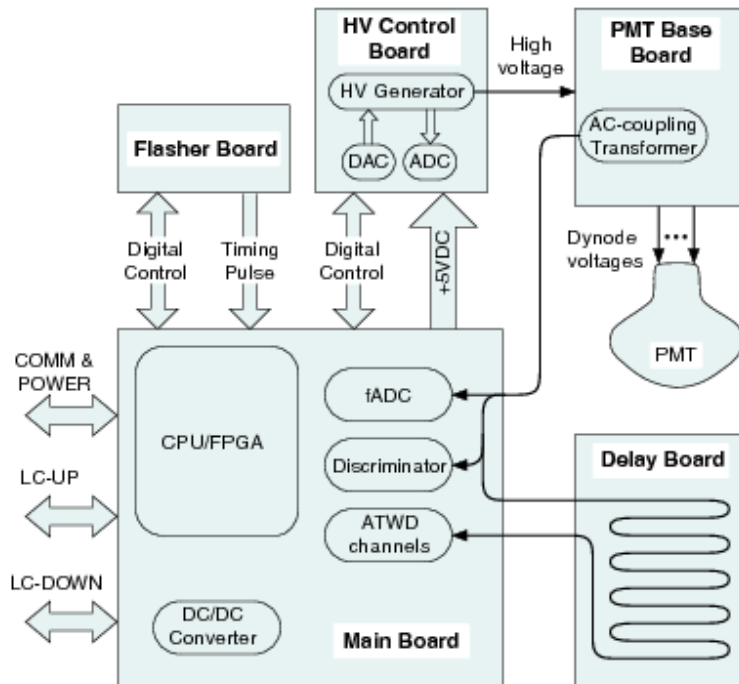 HV Control
Board
HV Generator
DAC
ADC
High
voltage
PMT Base
Board
AC-coupling
Transformer
Flasher Board
Digital
Control
Timing
Pulse
Digital
Control
+5VDC
Dynode
voltages
•••
PMT
COMM &
POWER
LC-UP
LC-DOWN
CPU/FPGA
fADC
Discriminator
ATWD
channels
DC/DC
Converter
Main Board
Delay Board